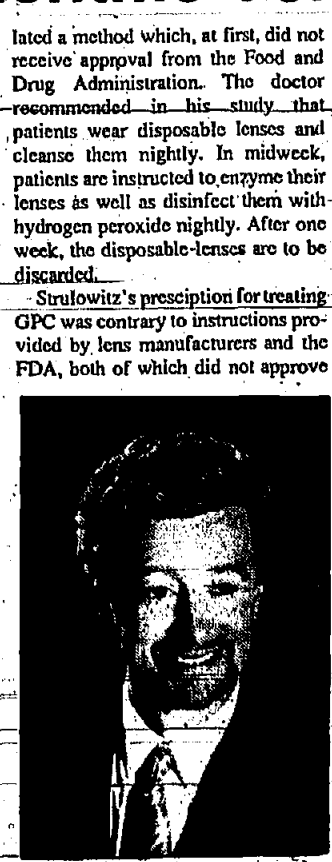 lated a method which, at first, did not
receive approval from the Food and
Drug Administration. The doctor
recommended in his study that
patients wear disposable lenses and
cleanse them nightly. In midweek,
patients are instructed to enzyme their
lenses as well as disinfect them with
hydrogen peroxide nightly. After one
week, the disposable lenses are to be
discarded.
Strulowitz's presciption for treating
GPC was contrary to instructions pro-
vided by lens manufacturers and the
FDA, both of which did not approve